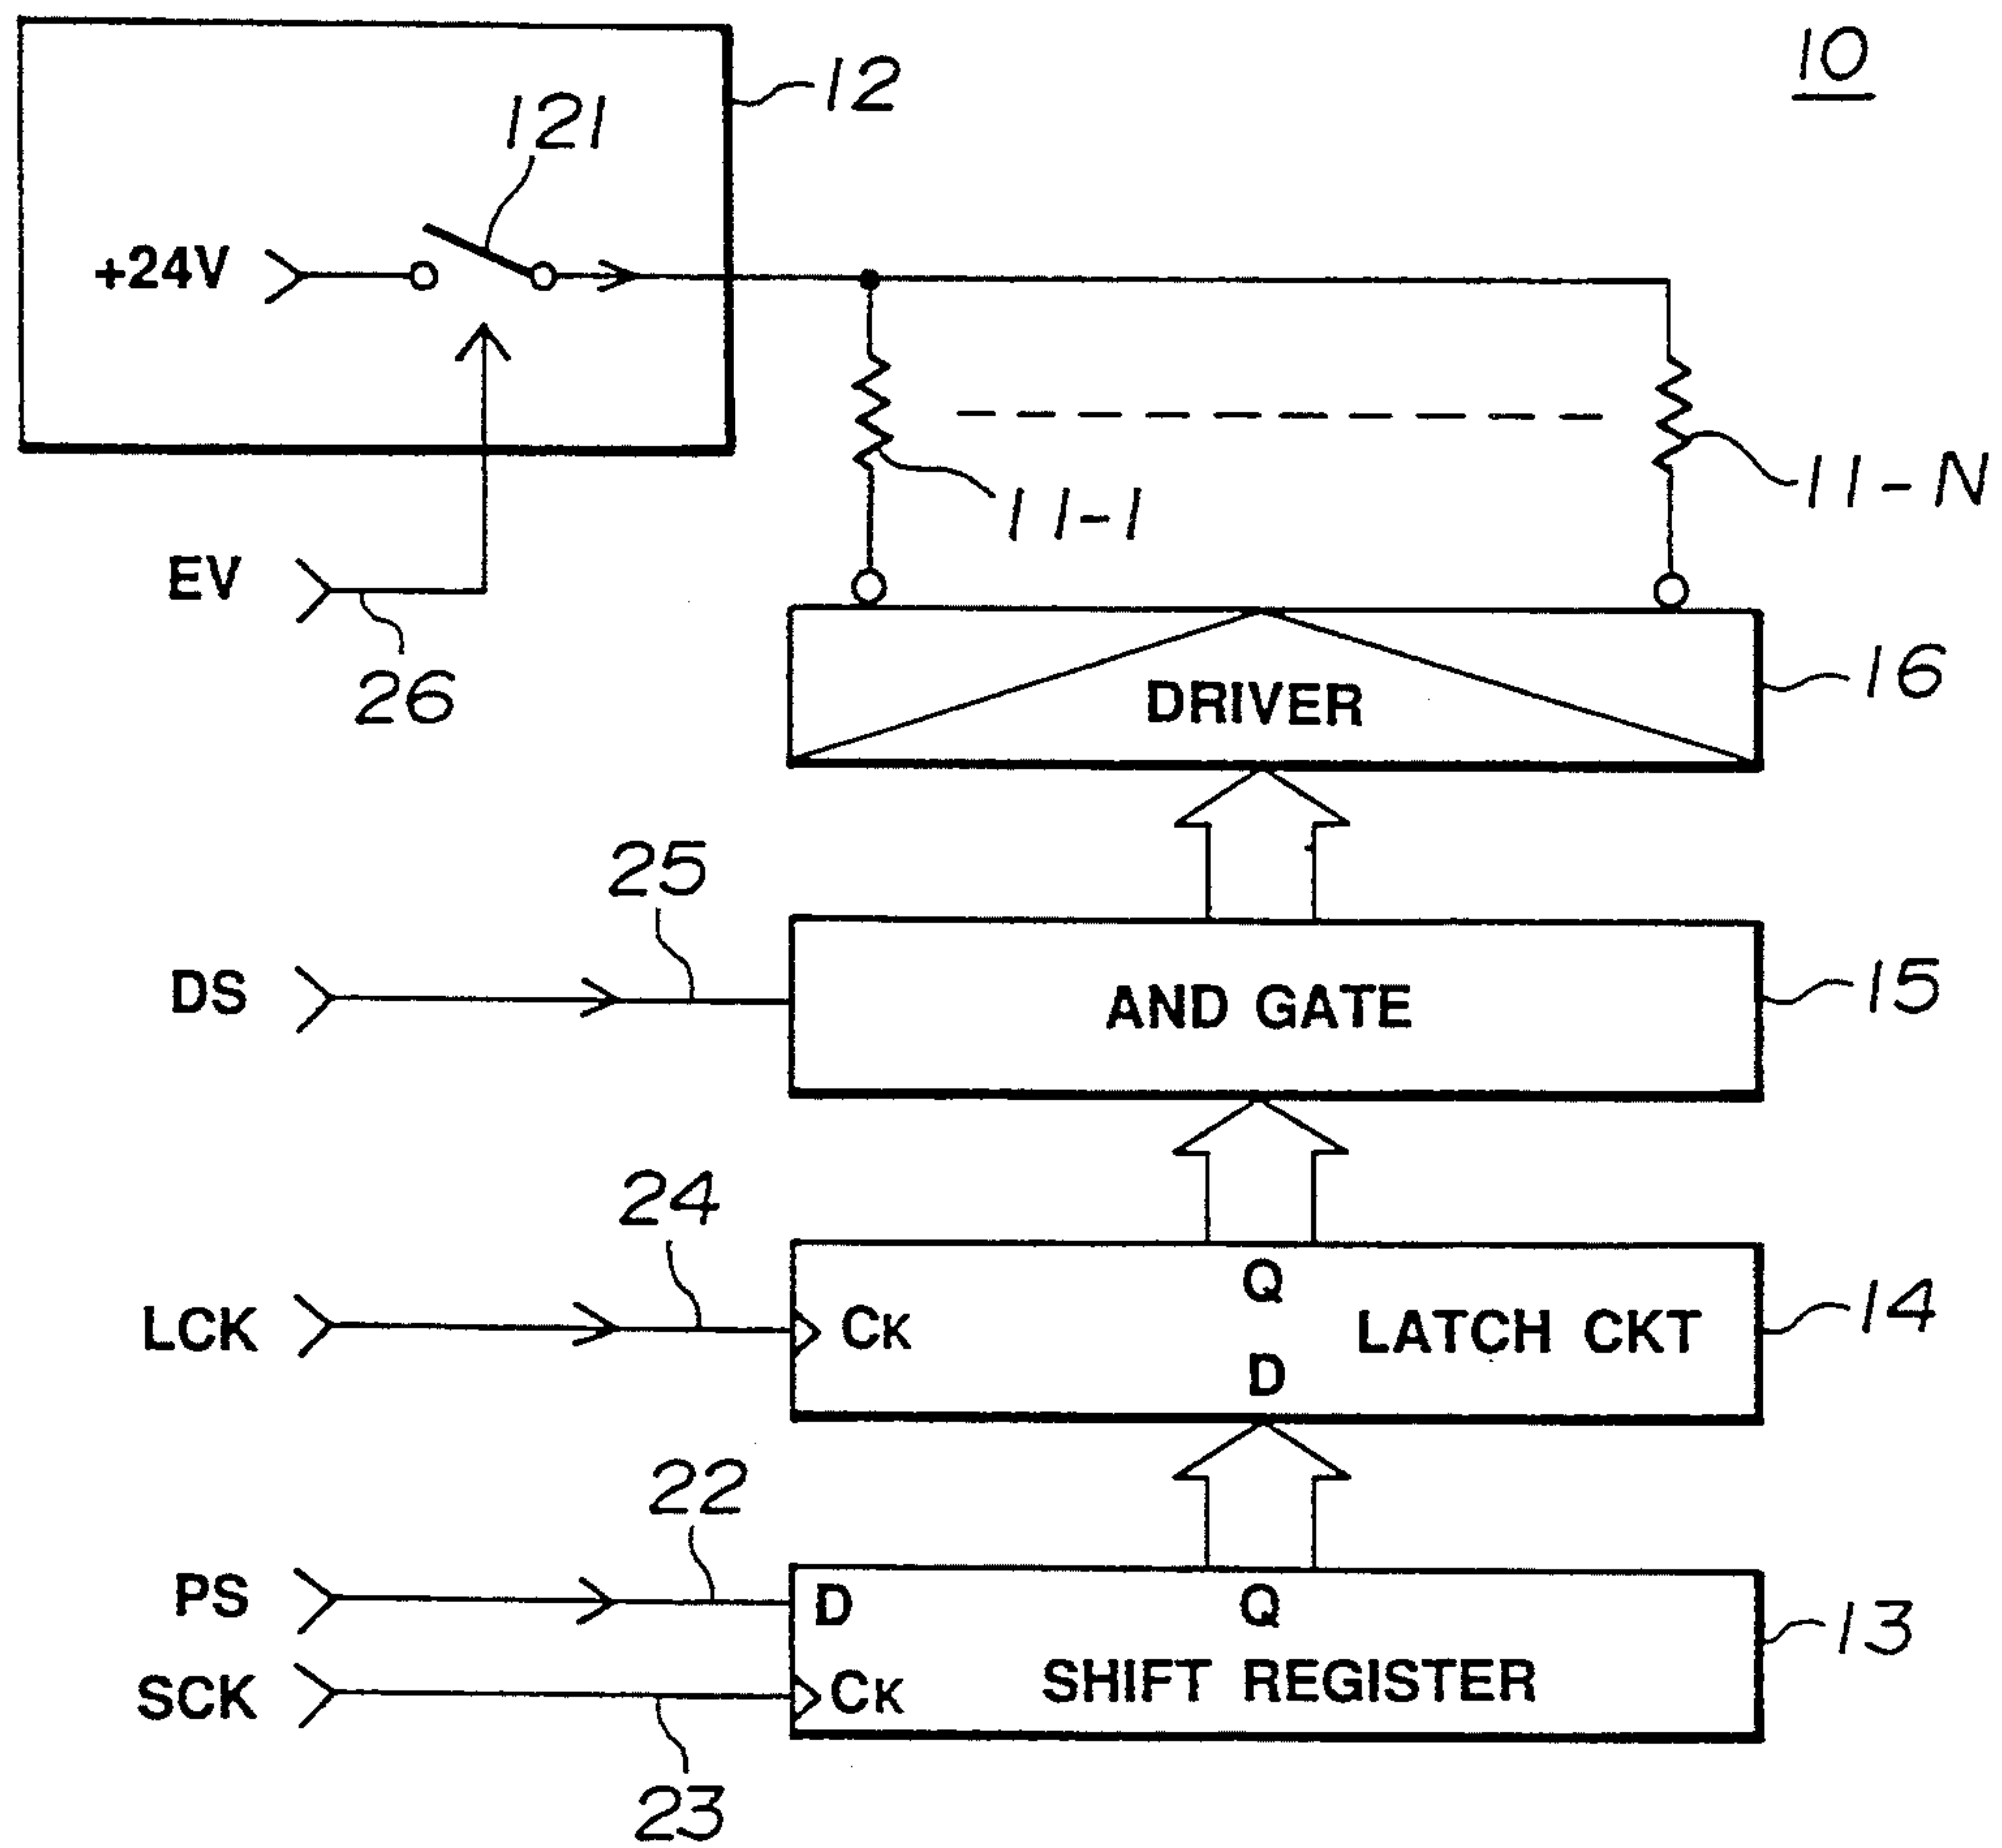 10
12
121
+24V
11-1
11-N
EV
26
DRIVER
16
25
DS
AND GATE
15
24
LCK
CK
Q
D
LATCH CKT
14
22
PS
D
Q
SCK
CK
SHIFT REGISTER
13
23